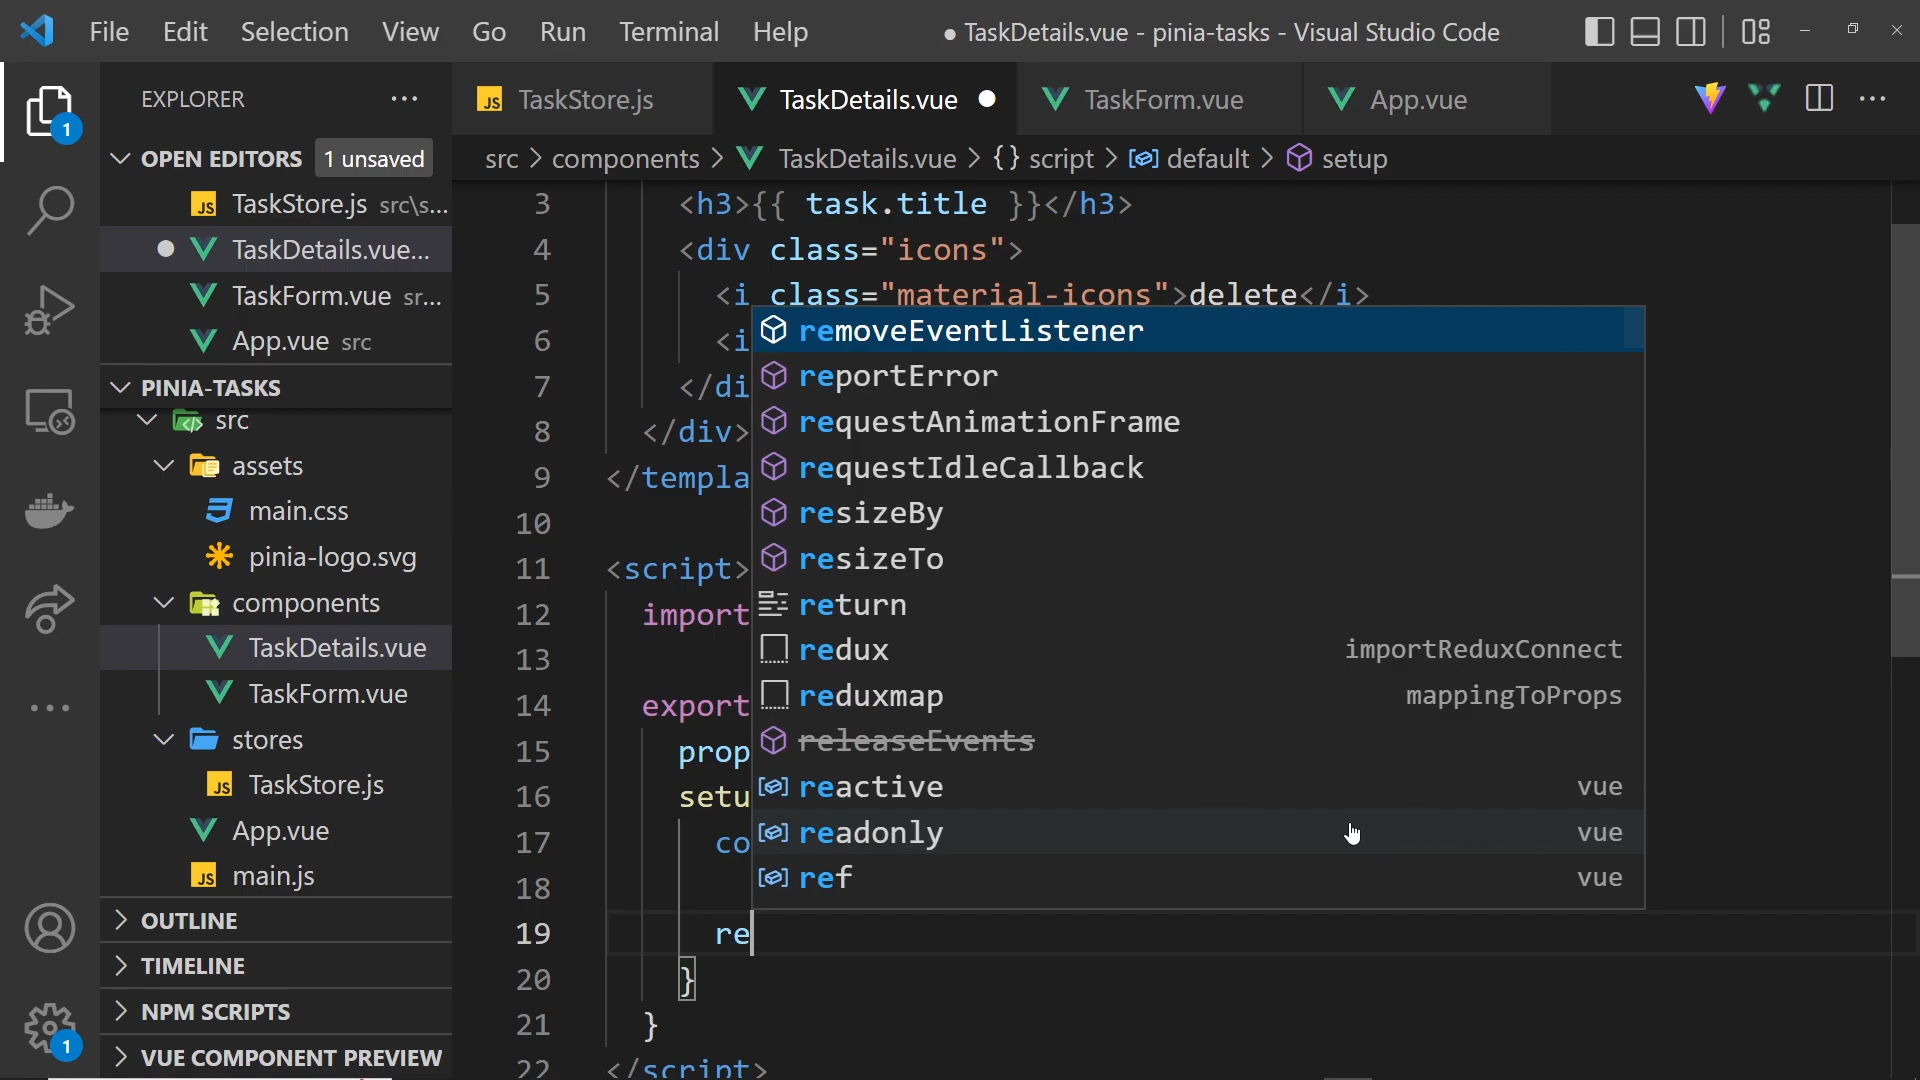 File Edit Selection View Go Run Terminal Help
● TaskDetails.vue - pinia-tasks - Visual Studio Code
EXPLORER
OPEN EDITORS 1 unsaved
JS TaskStore.js src\s...
TaskDetails.vue...
TaskForm.vue sr...
App.vue src
PINIA-TASKS
src
assets
main.css
pinia-logo.svg
components
TaskDetails.vue
TaskForm.vue
stores
JS TaskStore.js
App.vue
JS main.js
OUTLINE
TIMELINE
NPM SCRIPTS
VUE COMPONENT PREVIEW
1
1
JS TaskStore.js TaskDetails.vue ● TaskForm.vue App.vue
src > components > TaskDetails.vue > {} script > default > setup
3 <h3>{{ task.title }}</h3>
4 <div class="icons">
5 <i class="material-icons">delete</i>
6 <i
7 </di
8 </div>
9 </templa
10
11 <script>
12 import
13
14 export
15 prop
16 setu
17 co
18
19 re
20 }
21 }
22 </script>
removeEventListener
reportError
requestAnimationFrame
requestIdleCallback
resizeBy
resizeTo
return
redux importReduxConnect
reduxmap mappingToProps
releaseEvents
reactive vue
readonly vue
ref vue